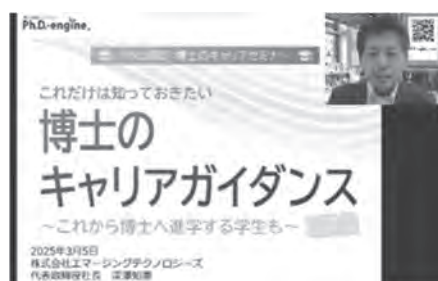 Ph.D.-engine.
博士のキャリアセミナー
これだけは知っておきたい
博士の
キャリアガイダンス
～これから博士へ進学する学生も～
2025年3月5日
株式会社エマージングテクノロジーズ
代表取締役社長